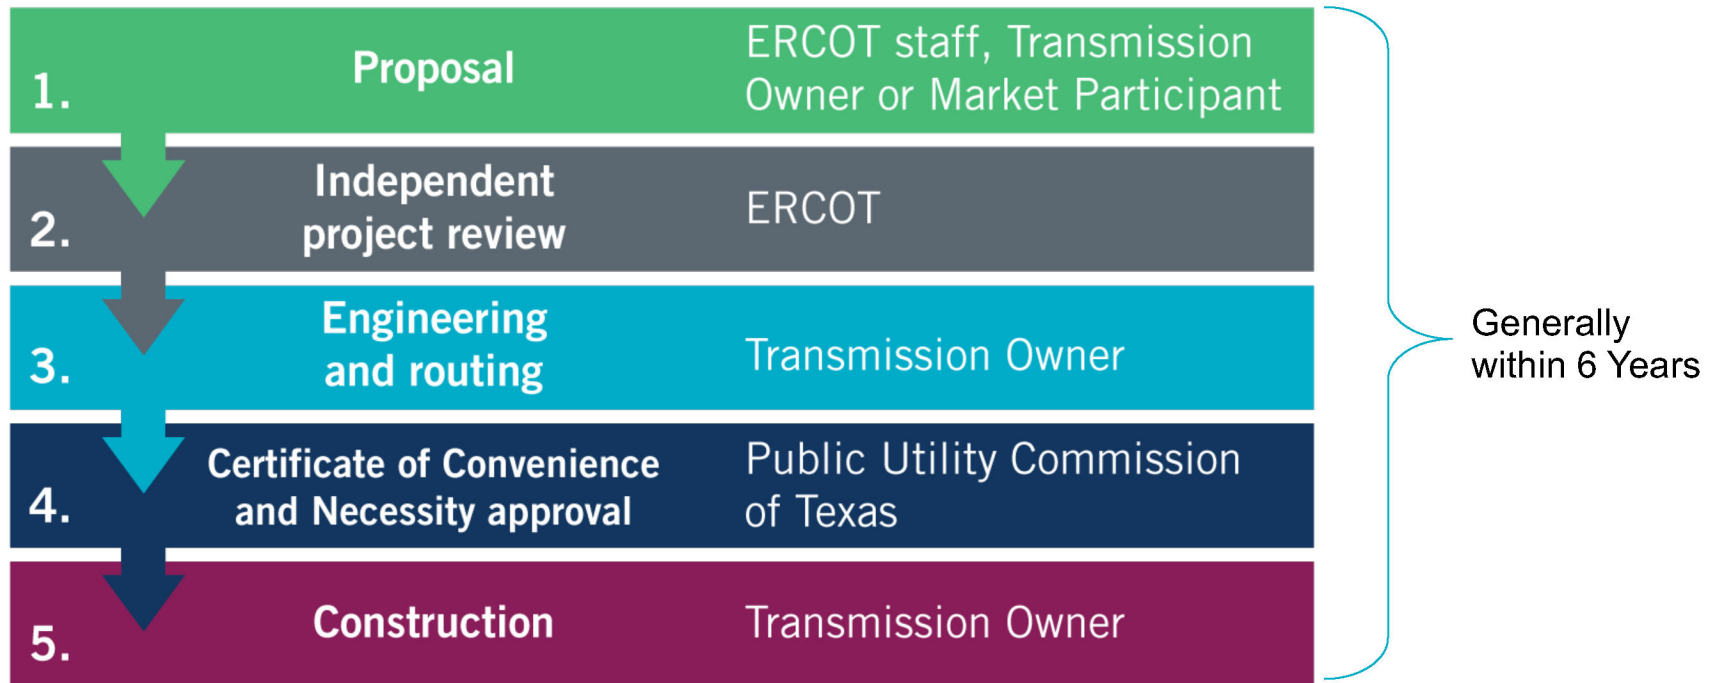 1.
Proposal
ERCOT staff, Transmission
Owner or Market Participant
2.
Independent
project review
ERCOT
3.
Engineering
and routing
Transmission Owner
4.
Certificate of Convenience
and Necessity approval
Public Utility Commission
of Texas
5.
Construction
Transmission Owner
Generally
within 6 Years